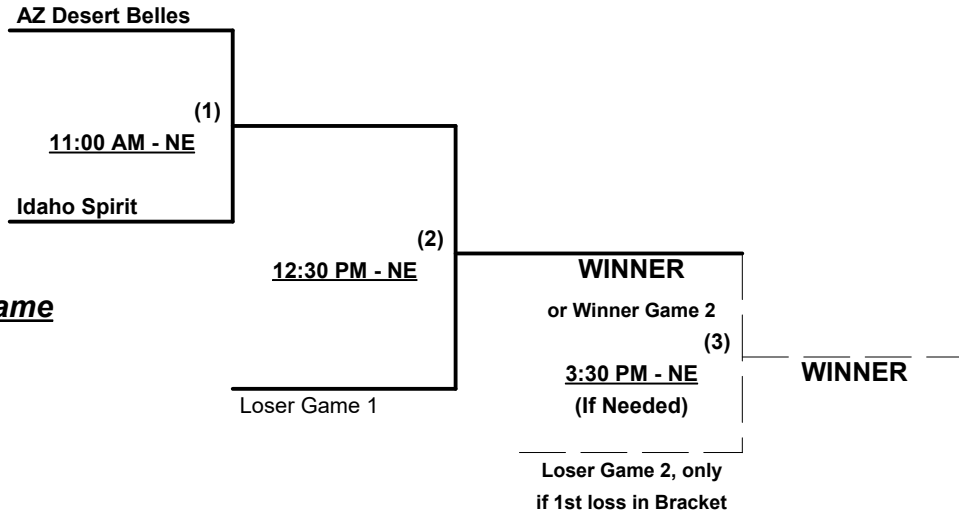 AZ Desert Belles
(1)
11:00 AM - NE
Idaho Spirit
(2)
12:30 PM - NE
WINNER
or Winner Game 2
ame
(3)
3:30 PM - NE
WINNER
(If Needed)
Loser Game 1
Loser Game 2, only
if 1st loss in Bracket